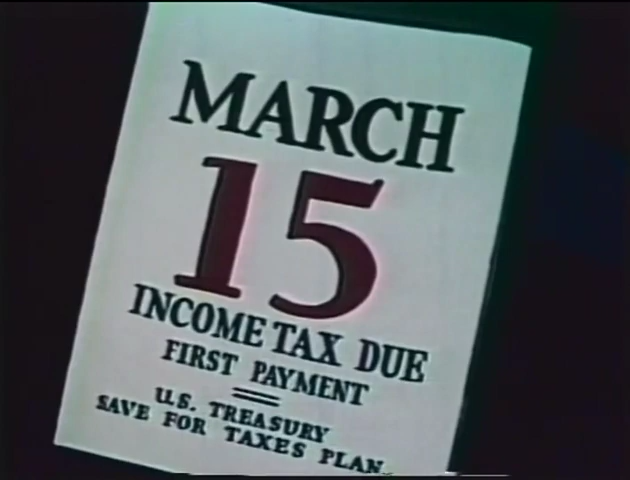 MARCH
15
INCOME TAX DUE
FIRST PAYMENT
U.S. TREASURY
SAVE FOR TAXES PLAN